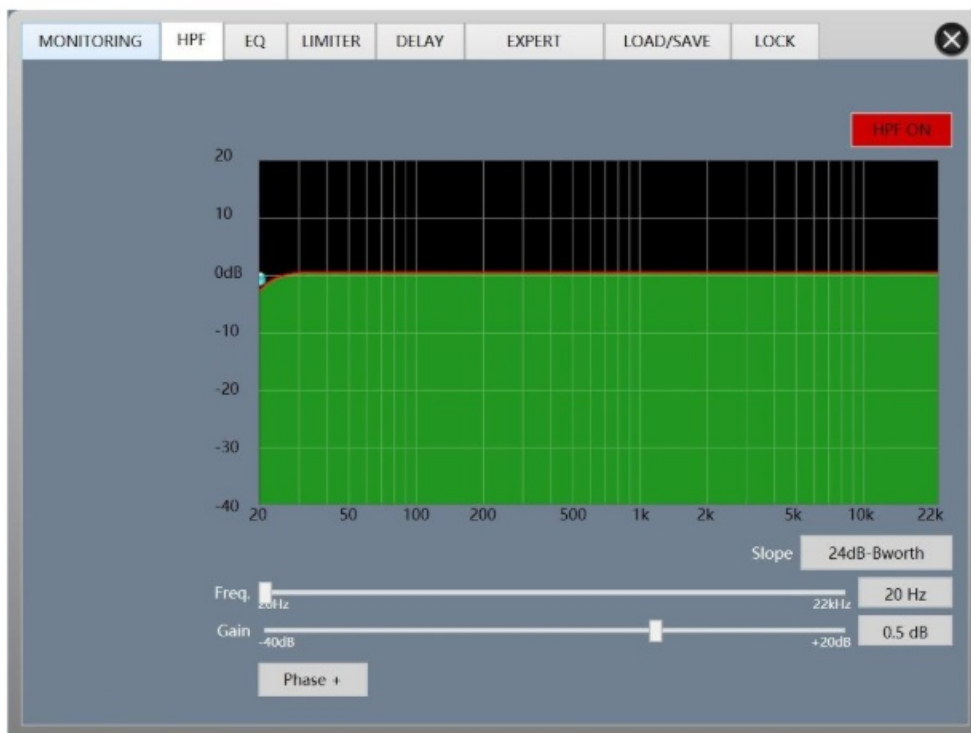 MONITORING HPF EQ LIMITER DELAY EXPERT LOAD/SAVE LOCK
HPF ON
20
10
0dB
-10
-20
-30
-40
20 50 100 200 500 1k 2k 5k 10k 22k
Slope 24dB-Bworth
Freq. 20 Hz
20Hz 22kHz
Gain 0.5 dB
-40dB +20dB
Phase +